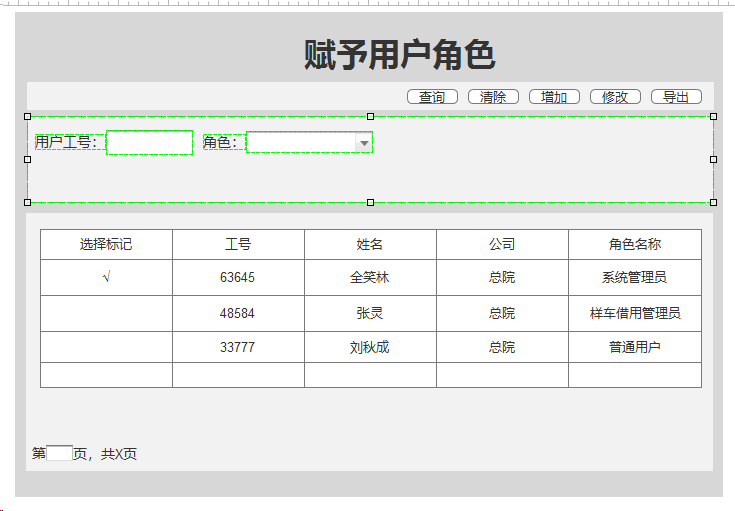 赋予用户角色
查询 清除 增加 修改 导出
用户工号： 角色：
选择标记 工号 姓名 公司 角色名称
√ 63645 全笑林 总院 系统管理员
48584 张灵 总院 样车借用管理员
33777 刘秋成 总院 普通用户
第 页，共X页